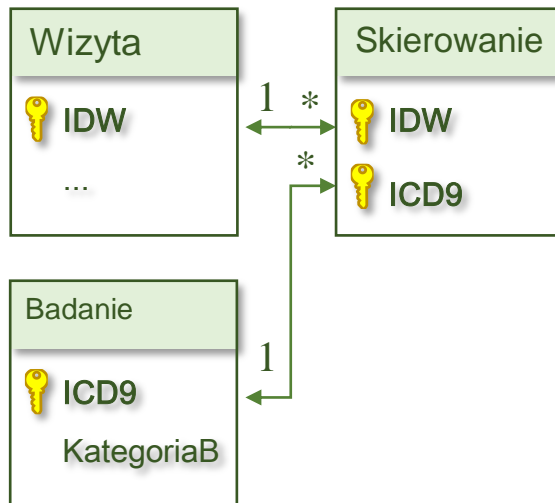 Wizyta
IDW
...
Skierowanie
IDW
ICD9
1 *
*
1
Badanie
ICD9
KategoriaB